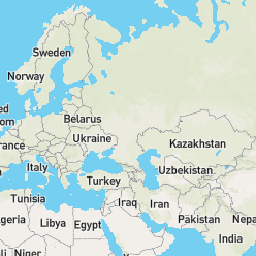 Sweden
Norway
ed
om
Belarus
Ukraine
rance
Kazakhstan
Italy
Uzbekistan
Turkey
Tunisia
Iraq
Iran
geria
Libya
Egypt
Pakistan
Nepa
India
li
Niger